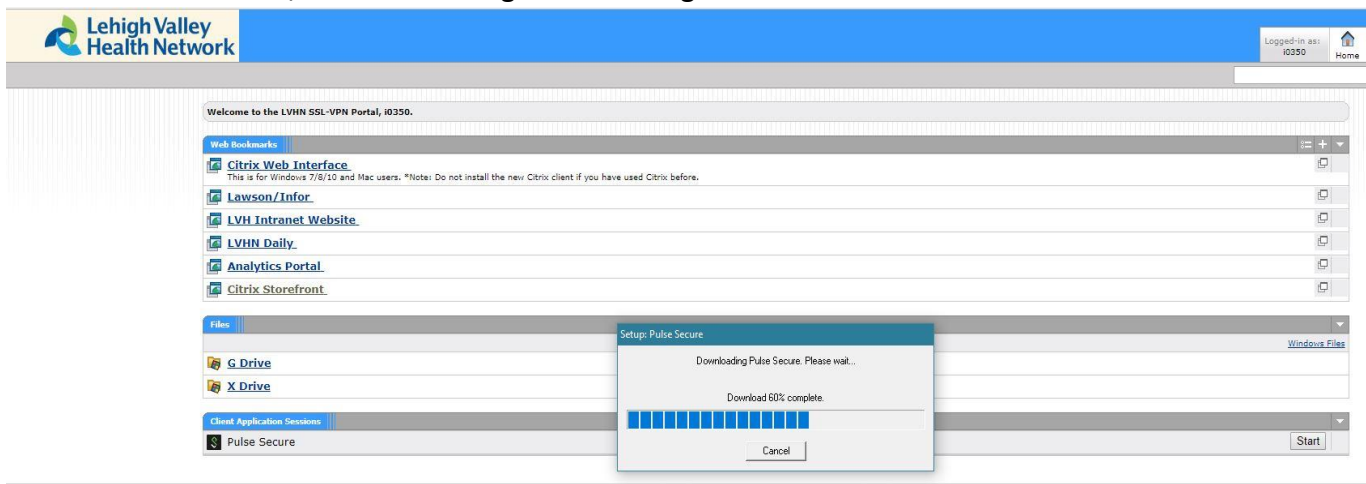 Lehigh Valley
Health Network
Logged-in as:
i0350
Home
Welcome to the LVHN SSL-VPN Portal, i0350.
Web Bookmarks
Citrix Web Interface
This is for Windows 7/8/10 and Mac users. *Note: Do not install the new Citrix client if you have used Citrix before.
Lawson/Infor
LVH Intranet Website
LVHN Daily
Analytics Portal
Citrix Storefront
Files
Windows Files
G Drive
X Drive
Client Application Sessions
Pulse Secure
Start
Setup: Pulse Secure
Downloading Pulse Secure. Please wait...
Download 60% complete.
Cancel